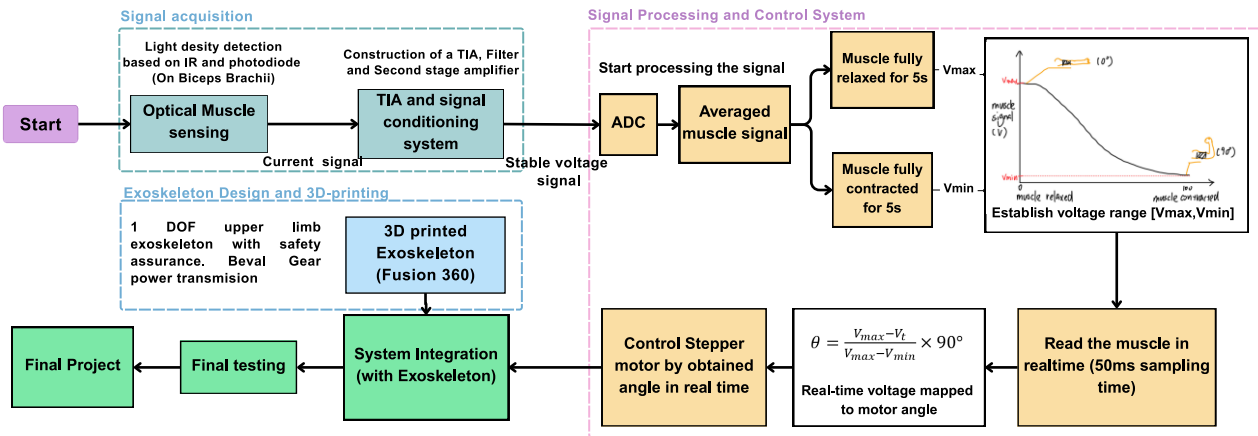 Signal acquisition
Light desity detection
based on IR and photodiode
(On Biceps Brachii)
Construction of a TIA, Filter
and Second stage amplifier
Start
Optical Muscle
sensing
Current signal
TIA and signal
conditioning
system
Stable voltage
signal
Signal Processing and Control System
Start processing the signal
ADC
Averaged
muscle signal
Muscle fully
relaxed for 5s
Vmax
Muscle fully
contracted
for 5s
Vmin
Vmax
muscle
signal
(V)
Vmin
(0°)
(90°)
0
100
muscle relaxed
muscle contracted
Establish voltage range [Vmax,Vmin]
Exoskeleton Design and 3D-printing
1 DOF upper limb
exoskeleton with safety
assurance. Beval Gear
power transmision
3D printed
Exoskeleton
(Fusion 360)
Read the muscle in
realtime (50ms sampling
time)
θ = (V_max − V_t)/(V_max − V_min) × 90°
Real-time voltage mapped
to motor angle
Control Stepper
motor by obtained
angle in real time
System Integration
(with Exoskeleton)
Final testing
Final Project